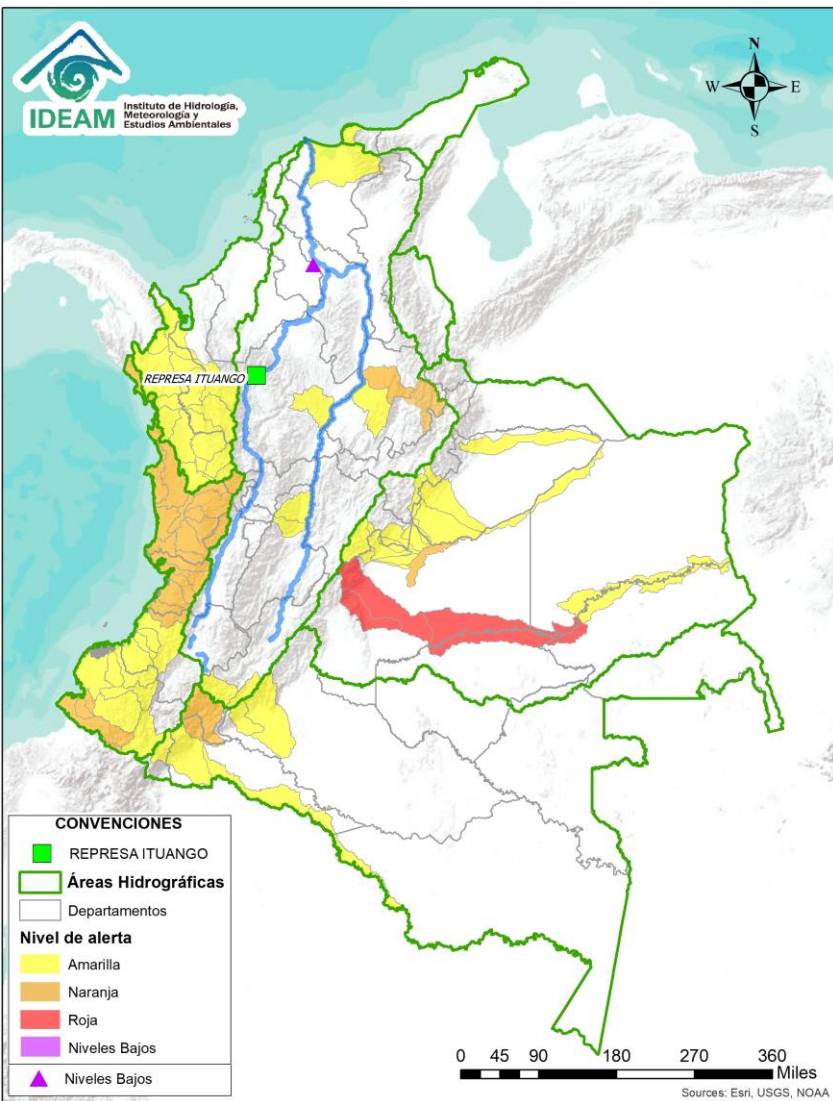 IDEAM
Instituto de Hidrología,
Meteorología y
Estudios Ambientales
N
W
E
S
REPRESA ITUANGO
CONVENCIONES
REPRESA ITUANGO
Áreas Hidrográficas
Departamentos
Nivel de alerta
Amarilla
Naranja
Roja
Niveles Bajos
Niveles Bajos
0 45 90 180 270 360
Miles
Sources: Esri, USGS, NOAA